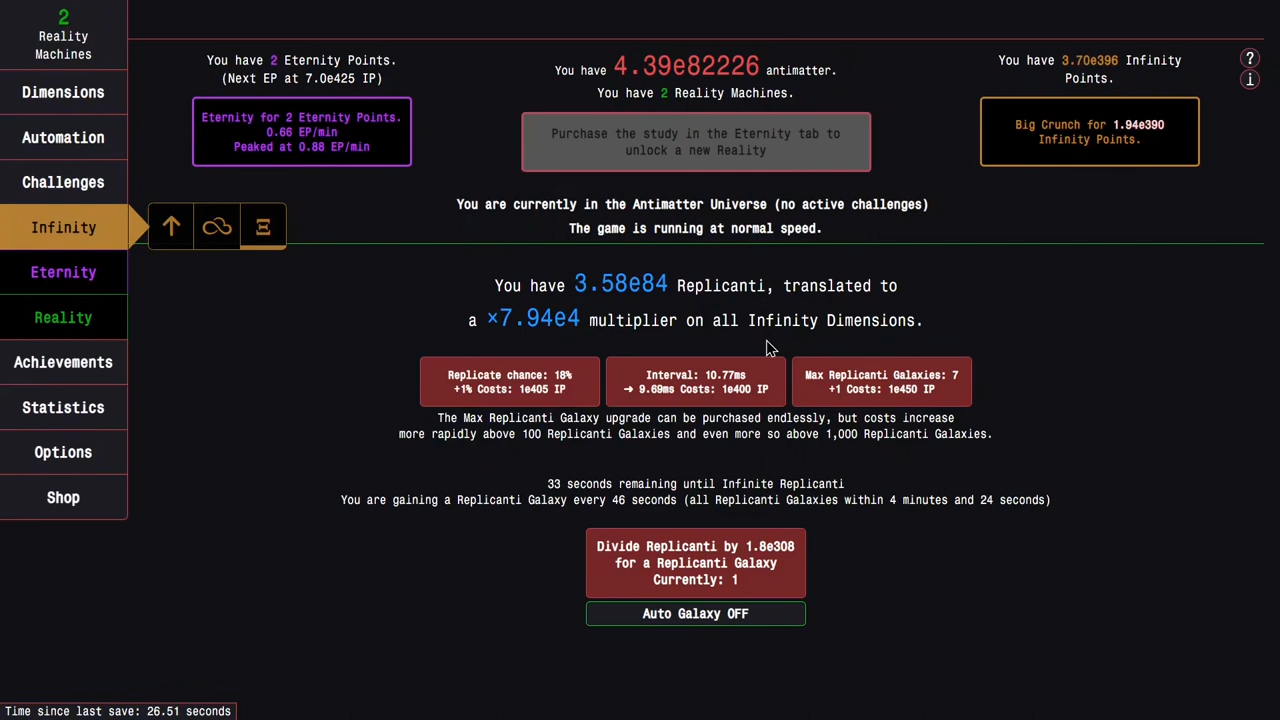 2
Reality
Machines
Dimensions
Automation
Challenges
Infinity
Eternity
Reality
Achievements
Statistics
Options
Shop
You have 2 Eternity Points.
(Next EP at 7.0e425 IP)
Eternity for 2 Eternity Points.
0.66 EP/min
Peaked at 0.88 EP/min
You have 4.39e82226 antimatter.
You have 2 Reality Machines.
Purchase the study in the Eternity tab to
unlock a new Reality
You have 3.70e396 Infinity
Points.
Big Crunch for 1.94e390
Infinity Points.
?
i
You are currently in the Antimatter Universe (no active challenges)
The game is running at normal speed.
Ξ
You have 3.58e84 Replicanti, translated to
a ×7.94e4 multiplier on all Infinity Dimensions.
Replicate chance: 18%
+1% Costs: 1e405 IP
Interval: 10.77ms
➜ 9.69ms Costs: 1e400 IP
Max Replicanti Galaxies: 7
+1 Costs: 1e450 IP
The Max Replicanti Galaxy upgrade can be purchased endlessly, but costs increase
more rapidly above 100 Replicanti Galaxies and even more so above 1,000 Replicanti Galaxies.
33 seconds remaining until Infinite Replicanti
You are gaining a Replicanti Galaxy every 46 seconds (all Replicanti Galaxies within 4 minutes and 24 seconds)
Divide Replicanti by 1.8e308
for a Replicanti Galaxy
Currently: 1
Auto Galaxy OFF
Time since last save: 26.51 seconds